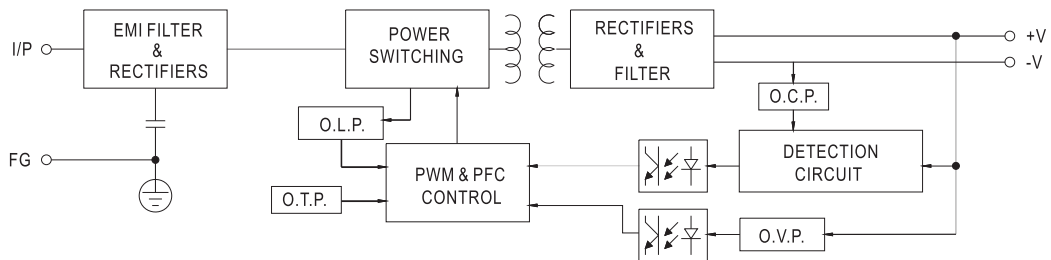 I/P
EMI FILTER
&
RECTIFIERS
POWER
SWITCHING
RECTIFIERS
&
FILTER
+V
-V
O.C.P.
O.L.P.
DETECTION
CIRCUIT
FG
PWM & PFC
CONTROL
O.T.P.
O.V.P.